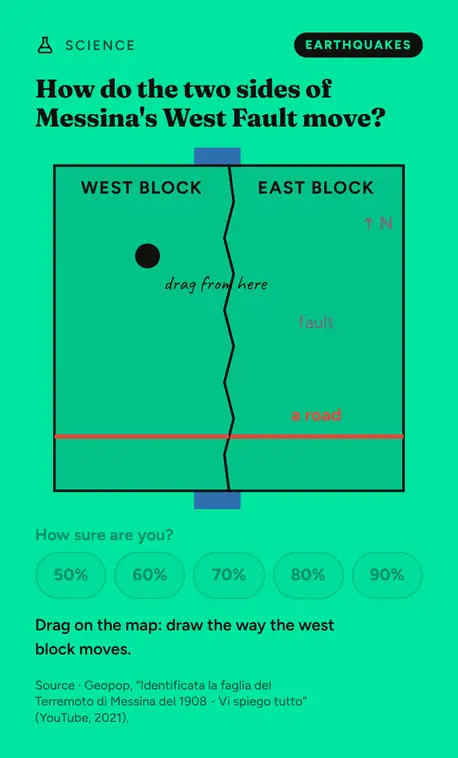 SCIENCE
EARTHQUAKES
How do the two sides of
Messina's West Fault move?
WEST BLOCK
EAST BLOCK
↑ N
drag from here
fault
a road
How sure are you?
50%
60%
70%
80%
90%
Drag on the map: draw the way the west
block moves.
Source · Geopop, “Identificata la faglia del
Terremoto di Messina del 1908 - Vi spiego tutto”
(YouTube, 2021).